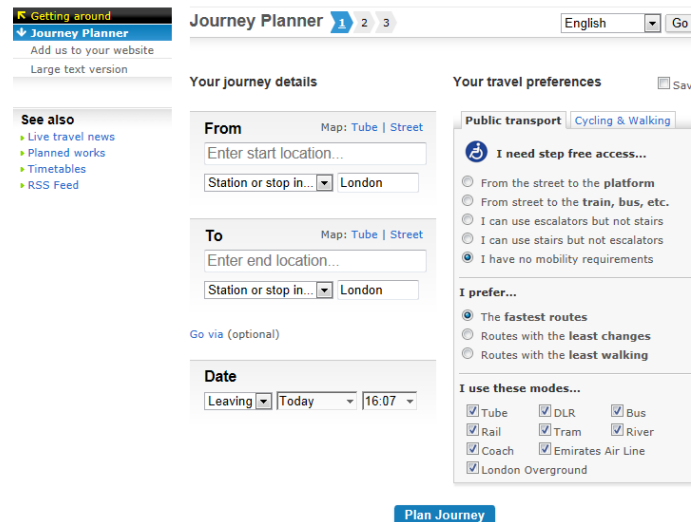 Getting around
Journey Planner
Add us to your website
Large text version
See also
Live travel news
Planned works
Timetables
RSS Feed
Journey Planner 1 2 3
English Go
Your journey details
From Map: Tube | Street
Enter start location...
Station or stop in... London
To Map: Tube | Street
Enter end location...
Station or stop in... London
Go via (optional)
Date
Leaving Today 16:07
Your travel preferences Sav
Public transport Cycling & Walking
I need step free access...
From the street to the platform
From street to the train, bus, etc.
I can use escalators but not stairs
I can use stairs but not escalators
I have no mobility requirements
I prefer...
The fastest routes
Routes with the least changes
Routes with the least walking
I use these modes...
Tube DLR Bus
Rail Tram River
Coach Emirates Air Line
London Overground
Plan Journey